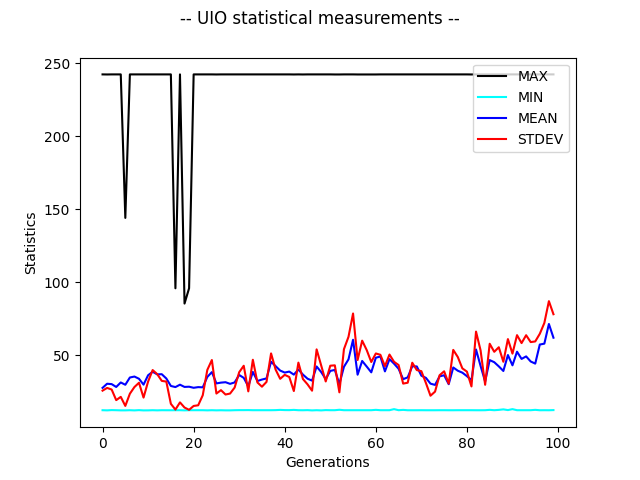 -- UIO statistical measurements --
250
200
150
100
50
Statistics
MAX
MIN
MEAN
STDEV
0 20 40 60 80 100
Generations